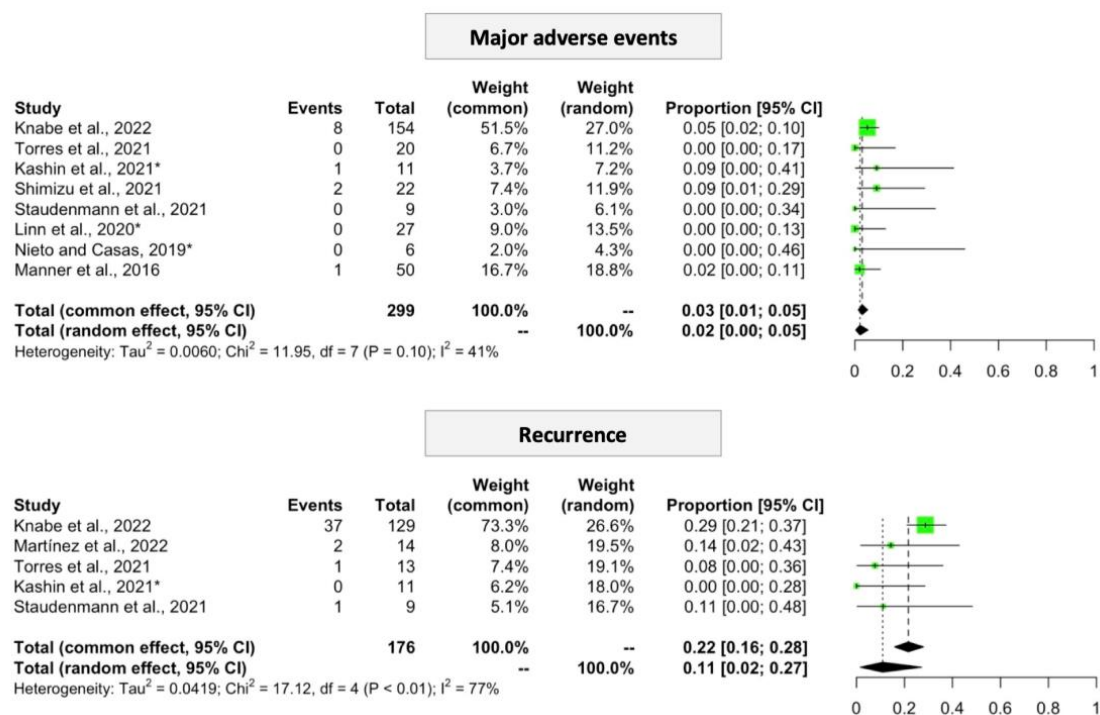 Major adverse events
Weight Weight
Study Events Total (common) (random) Proportion [95% CI]
Knabe et al., 2022 8 154 51.5% 27.0% 0.05 [0.02; 0.10]
Torres et al., 2021 0 20 6.7% 11.2% 0.00 [0.00; 0.17]
Kashin et al., 2021* 1 11 3.7% 7.2% 0.09 [0.00; 0.41]
Shimizu et al., 2021 2 22 7.4% 11.9% 0.09 [0.01; 0.29]
Staudenmann et al., 2021 0 9 3.0% 6.1% 0.00 [0.00; 0.34]
Linn et al., 2020* 0 27 9.0% 13.5% 0.00 [0.00; 0.13]
Nieto and Casas, 2019* 0 6 2.0% 4.3% 0.00 [0.00; 0.46]
Manner et al., 2016 1 50 16.7% 18.8% 0.02 [0.00; 0.11]
Total (common effect, 95% CI) 299 100.0% -- 0.03 [0.01; 0.05]
Total (random effect, 95% CI) -- 100.0% 0.02 [0.00; 0.05]
Heterogeneity: Tau² = 0.0060; Chi² = 11.95, df = 7 (P = 0.10); I² = 41%
0 0.2 0.4 0.6 0.8 1
Recurrence
Weight Weight
Study Events Total (common) (random) Proportion [95% CI]
Knabe et al., 2022 37 129 73.3% 26.6% 0.29 [0.21; 0.37]
Martínez et al., 2022 2 14 8.0% 19.5% 0.14 [0.02; 0.43]
Torres et al., 2021 1 13 7.4% 19.1% 0.08 [0.00; 0.36]
Kashin et al., 2021* 0 11 6.2% 18.0% 0.00 [0.00; 0.28]
Staudenmann et al., 2021 1 9 5.1% 16.7% 0.11 [0.00; 0.48]
Total (common effect, 95% CI) 176 100.0% -- 0.22 [0.16; 0.28]
Total (random effect, 95% CI) -- 100.0% 0.11 [0.02; 0.27]
Heterogeneity: Tau² = 0.0419; Chi² = 17.12, df = 4 (P < 0.01); I² = 77%
0 0.2 0.4 0.6 0.8 1